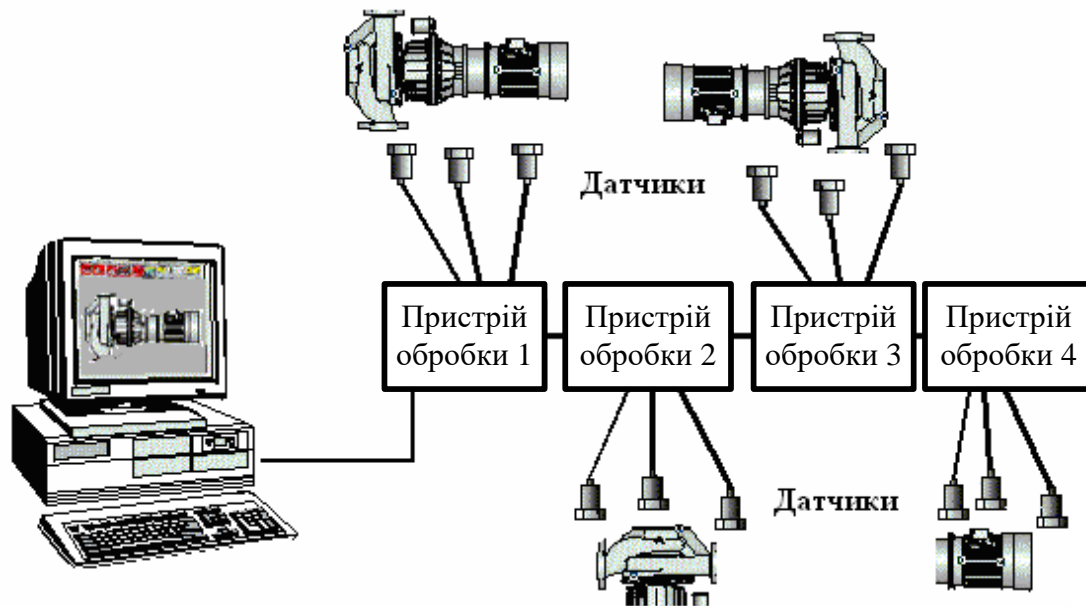 Датчики
Пристрій
обробки 1
Пристрій
обробки 2
Пристрій
обробки 3
Пристрій
обробки 4
Датчики